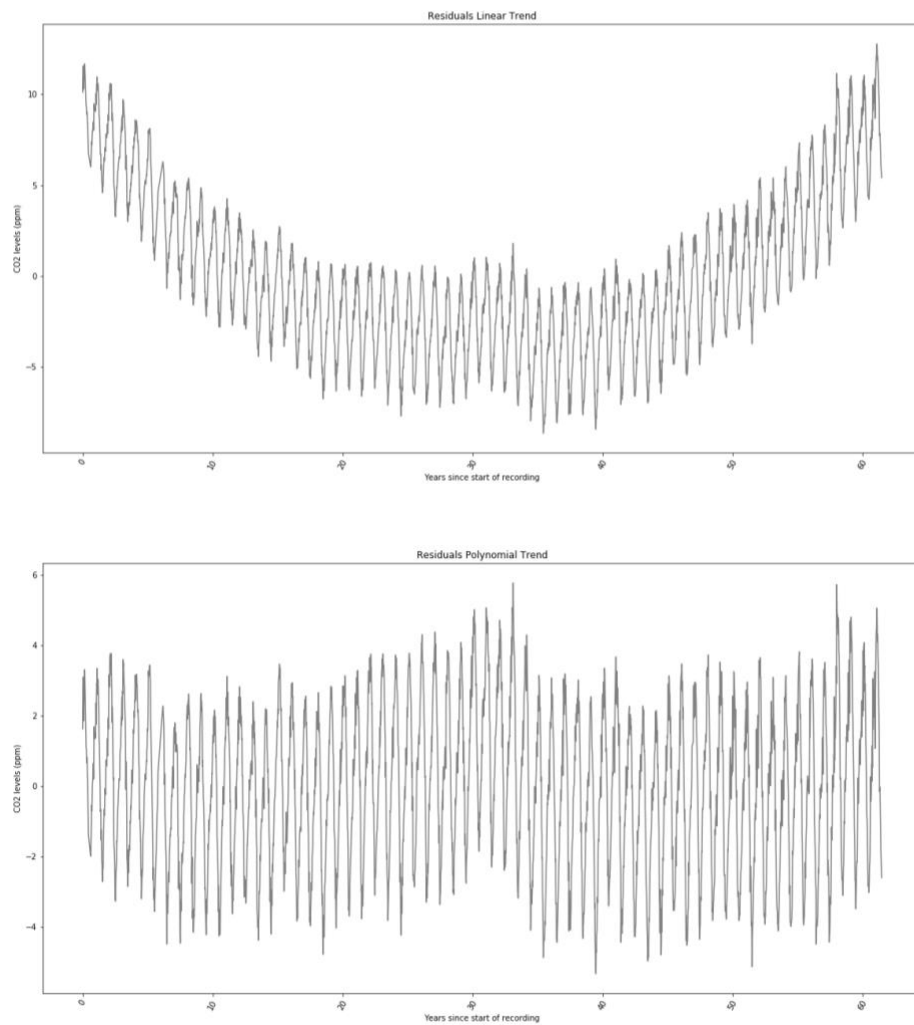 Residuals Linear Trend
10
5
0
−5
CO2 levels (ppm)
0 10 20 30 40 50 60
Years since start of recording
Residuals Polynomial Trend
6
4
2
0
−2
−4
CO2 levels (ppm)
0 10 20 30 40 50 60
Years since start of recording